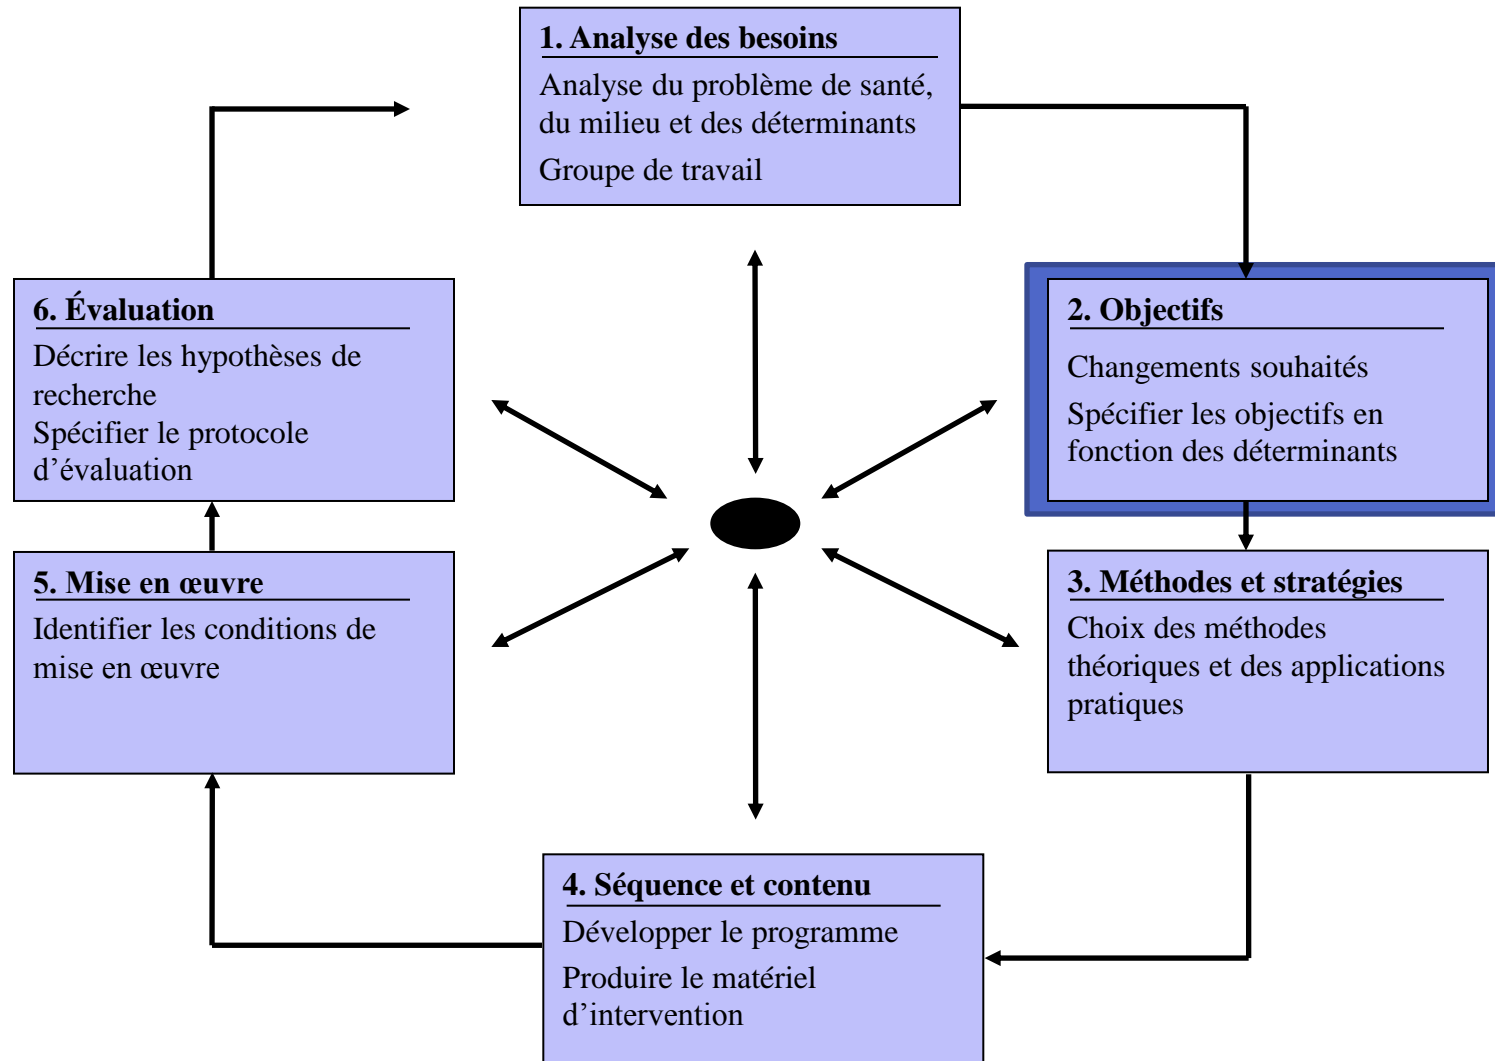 1. Analyse des besoins
Analyse du problème de santé,
du milieu et des déterminants
Groupe de travail
2. Objectifs
Changements souhaités
Spécifier les objectifs en
fonction des déterminants
3. Méthodes et stratégies
Choix des méthodes
théoriques et des applications
pratiques
4. Séquence et contenu
Développer le programme
Produire le matériel
d’intervention
5. Mise en œuvre
Identifier les conditions de
mise en œuvre
6. Évaluation
Décrire les hypothèses de
recherche
Spécifier le protocole
d’évaluation